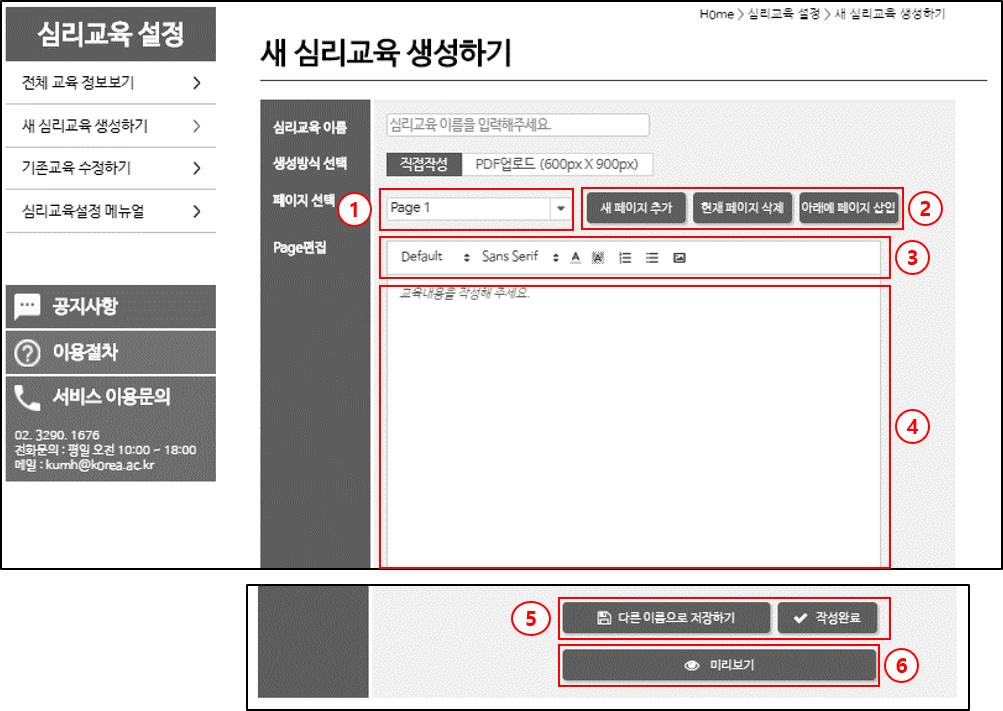 Home > 심리교육 설정 > 새 심리교육 생성하기
심리교육 설정
전체 교육 정보보기
새 심리교육 생성하기
기존교육 수정하기
심리교육설정 메뉴얼
공지사항
이용절차
서비스 이용문의
02. 3290. 1676
전화문의 : 평일 오전 10:00 ~ 18:00
메일 : kumh@korea.ac.kr
새 심리교육 생성하기
심리교육 이름 심리교육 이름을 입력해주세요.
생성방식 선택 직접작성 PDF업로드 (600px X 900px)
페이지 선택 1 Page 1 새 페이지 추가 현재 페이지 삭제 아래에 페이지 삽입 2
Page편집 Default Sans Serif A 3
교육내용을 작성해 주세요.
4
5 다른 이름으로 저장하기 작성완료
미리보기 6